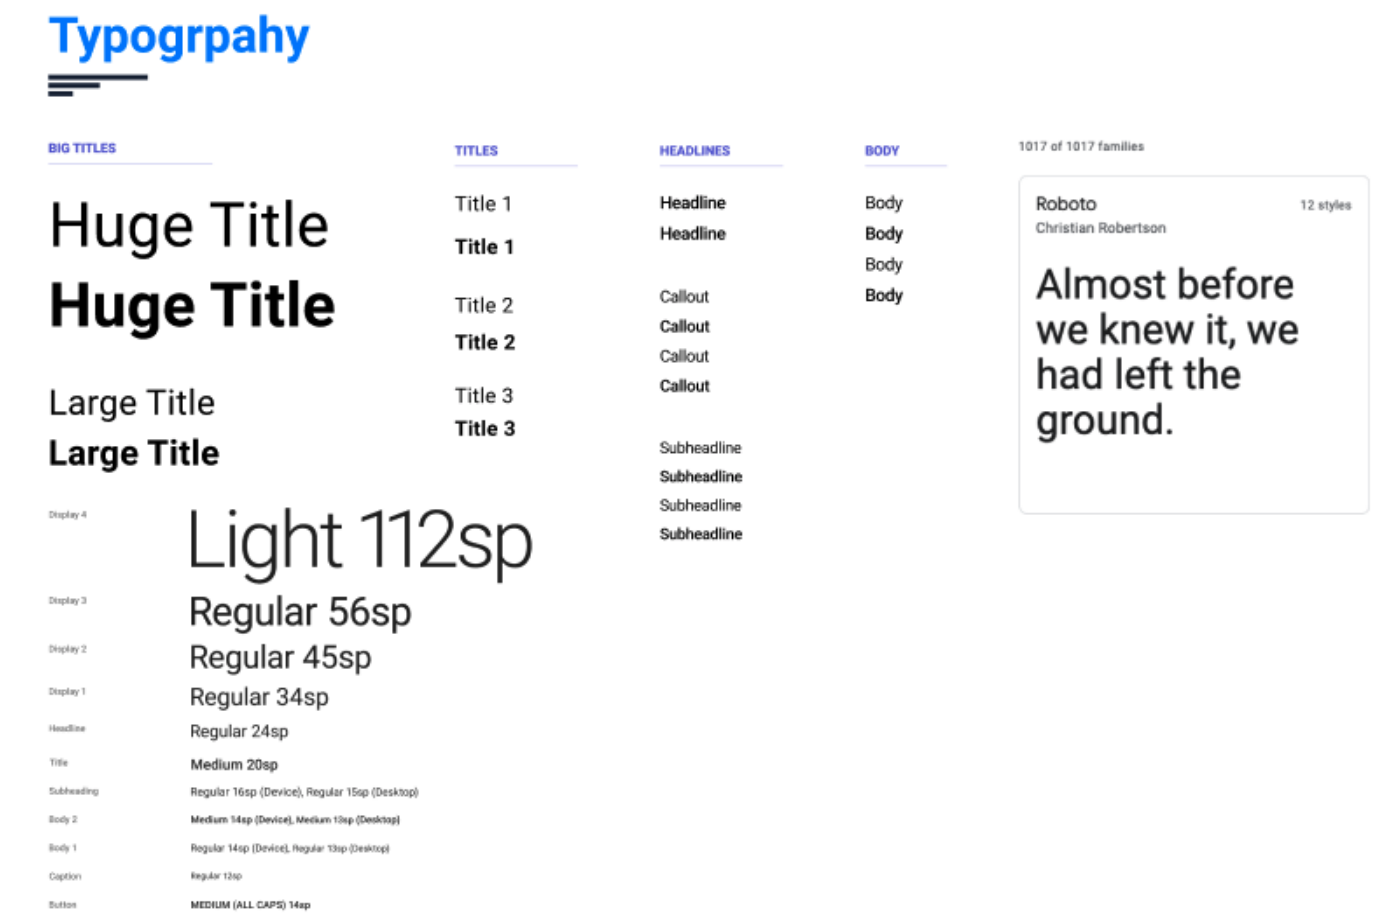 Typogrpahy
BIG TITLES
Huge Title
Huge Title
Large Title
Large Title
TITLES
Title 1
Title 1
Title 2
Title 2
Title 3
Title 3
HEADLINES
Headline
Headline
Callout
Callout
Callout
Callout
Subheadline
Subheadline
Subheadline
Subheadline
BODY
Body
Body
Body
Body
1017 of 1017 families
Roboto 12 styles
Christian Robertson
Almost before
we knew it, we
had left the
ground.
Display 4 Light 112sp
Display 3 Regular 56sp
Display 2 Regular 45sp
Display 1 Regular 34sp
Headline Regular 24sp
Title Medium 20sp
Subheading Regular 16sp (Device), Regular 15sp (Desktop)
Body 2 Medium 14sp (Device), Medium 13sp (Desktop)
Body 1 Regular 14sp (Device), Regular 13sp (Desktop)
Caption Regular 12sp
Button MEDIUM (ALL CAPS) 14sp